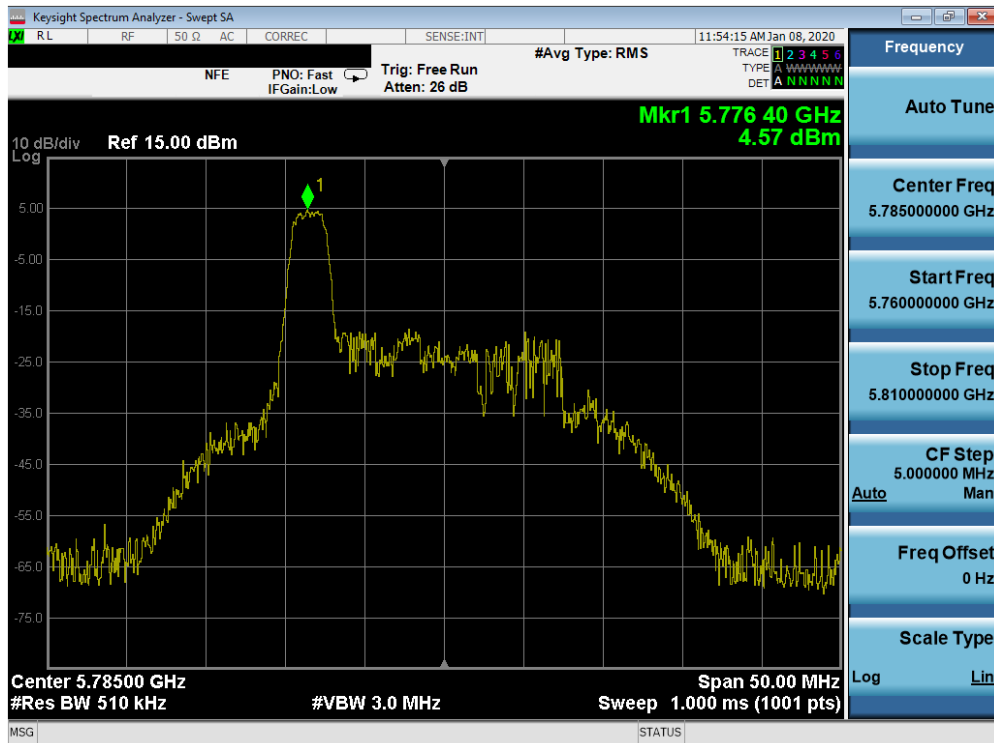 Keysight Spectrum Analyzer - Swept SA
LXI RL RF 50 Ω AC CORREC SENSE:INT 11:54:15 AM Jan 08, 2020
NFE PNO: Fast IFGain:Low Trig: Free Run Atten: 26 dB #Avg Type: RMS
TRACE 1 2 3 4 5 6
TYPE A WWWWW
DET A N N N N N
Mkr1 5.776 40 GHz
4.57 dBm
10 dB/div Ref 15.00 dBm
Log
1
5.00
-5.00
-15.0
-25.0
-35.0
-45.0
-55.0
-65.0
-75.0
Center 5.78500 GHz Span 50.00 MHz
#Res BW 510 kHz #VBW 3.0 MHz Sweep 1.000 ms (1001 pts)
MSG STATUS
Frequency
Auto Tune
Center Freq
5.785000000 GHz
Start Freq
5.760000000 GHz
Stop Freq
5.810000000 GHz
CF Step
5.000000 MHz
Auto Man
Freq Offset
0 Hz
Scale Type
Log Lin